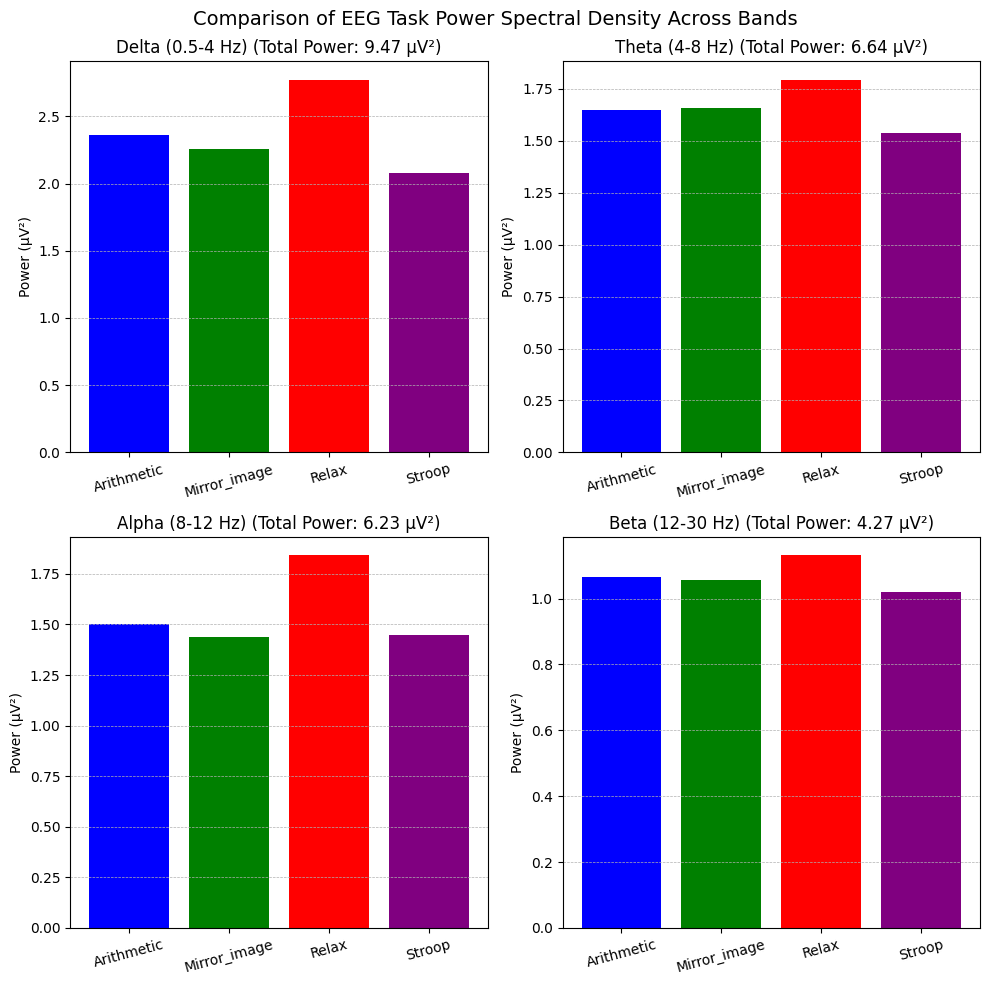 Comparison of EEG Task Power Spectral Density Across Bands
Delta (0.5-4 Hz) (Total Power: 9.47 µV²)
Power (µV²)
2.5
2.0
1.5
1.0
0.5
0.0
Arithmetic Mirror_image Relax Stroop
Theta (4-8 Hz) (Total Power: 6.64 µV²)
Power (µV²)
1.75
1.50
1.25
1.00
0.75
0.50
0.25
0.00
Arithmetic Mirror_image Relax Stroop
Alpha (8-12 Hz) (Total Power: 6.23 µV²)
Power (µV²)
1.75
1.50
1.25
1.00
0.75
0.50
0.25
0.00
Arithmetic Mirror_image Relax Stroop
Beta (12-30 Hz) (Total Power: 4.27 µV²)
Power (µV²)
1.0
0.8
0.6
0.4
0.2
0.0
Arithmetic Mirror_image Relax Stroop